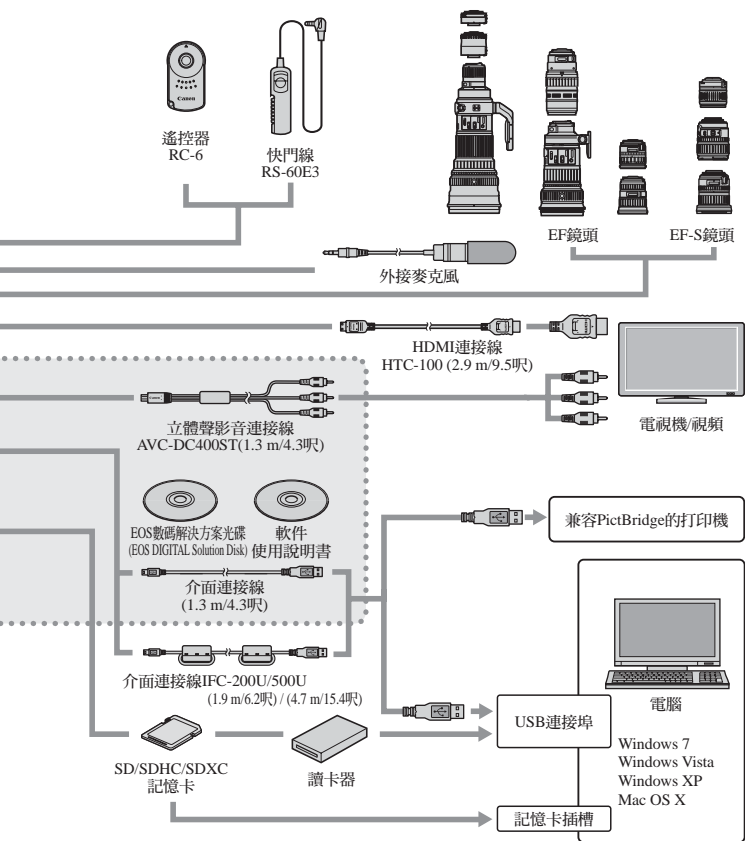 Canon
遙控器
RC-6
快門線
RS-60E3
EF鏡頭
EF-S鏡頭
外接麥克風
HDMI連接線
HTC-100 (2.9 m/9.5呎)
電視機/視頻
立體聲影音連接線
AVC-DC400ST(1.3 m/4.3呎)
EOS數碼解決方案光碟
(EOS DIGITAL Solution Disk)
軟件
使用說明書
兼容PictBridge的打印機
介面連接線
(1.3 m/4.3呎)
介面連接線IFC-200U/500U
(1.9 m/6.2呎) / (4.7 m/15.4呎)
電腦
USB連接埠
Windows 7
Windows Vista
Windows XP
Mac OS X
SD/SDHC/SDXC
記憶卡
讀卡器
記憶卡插槽